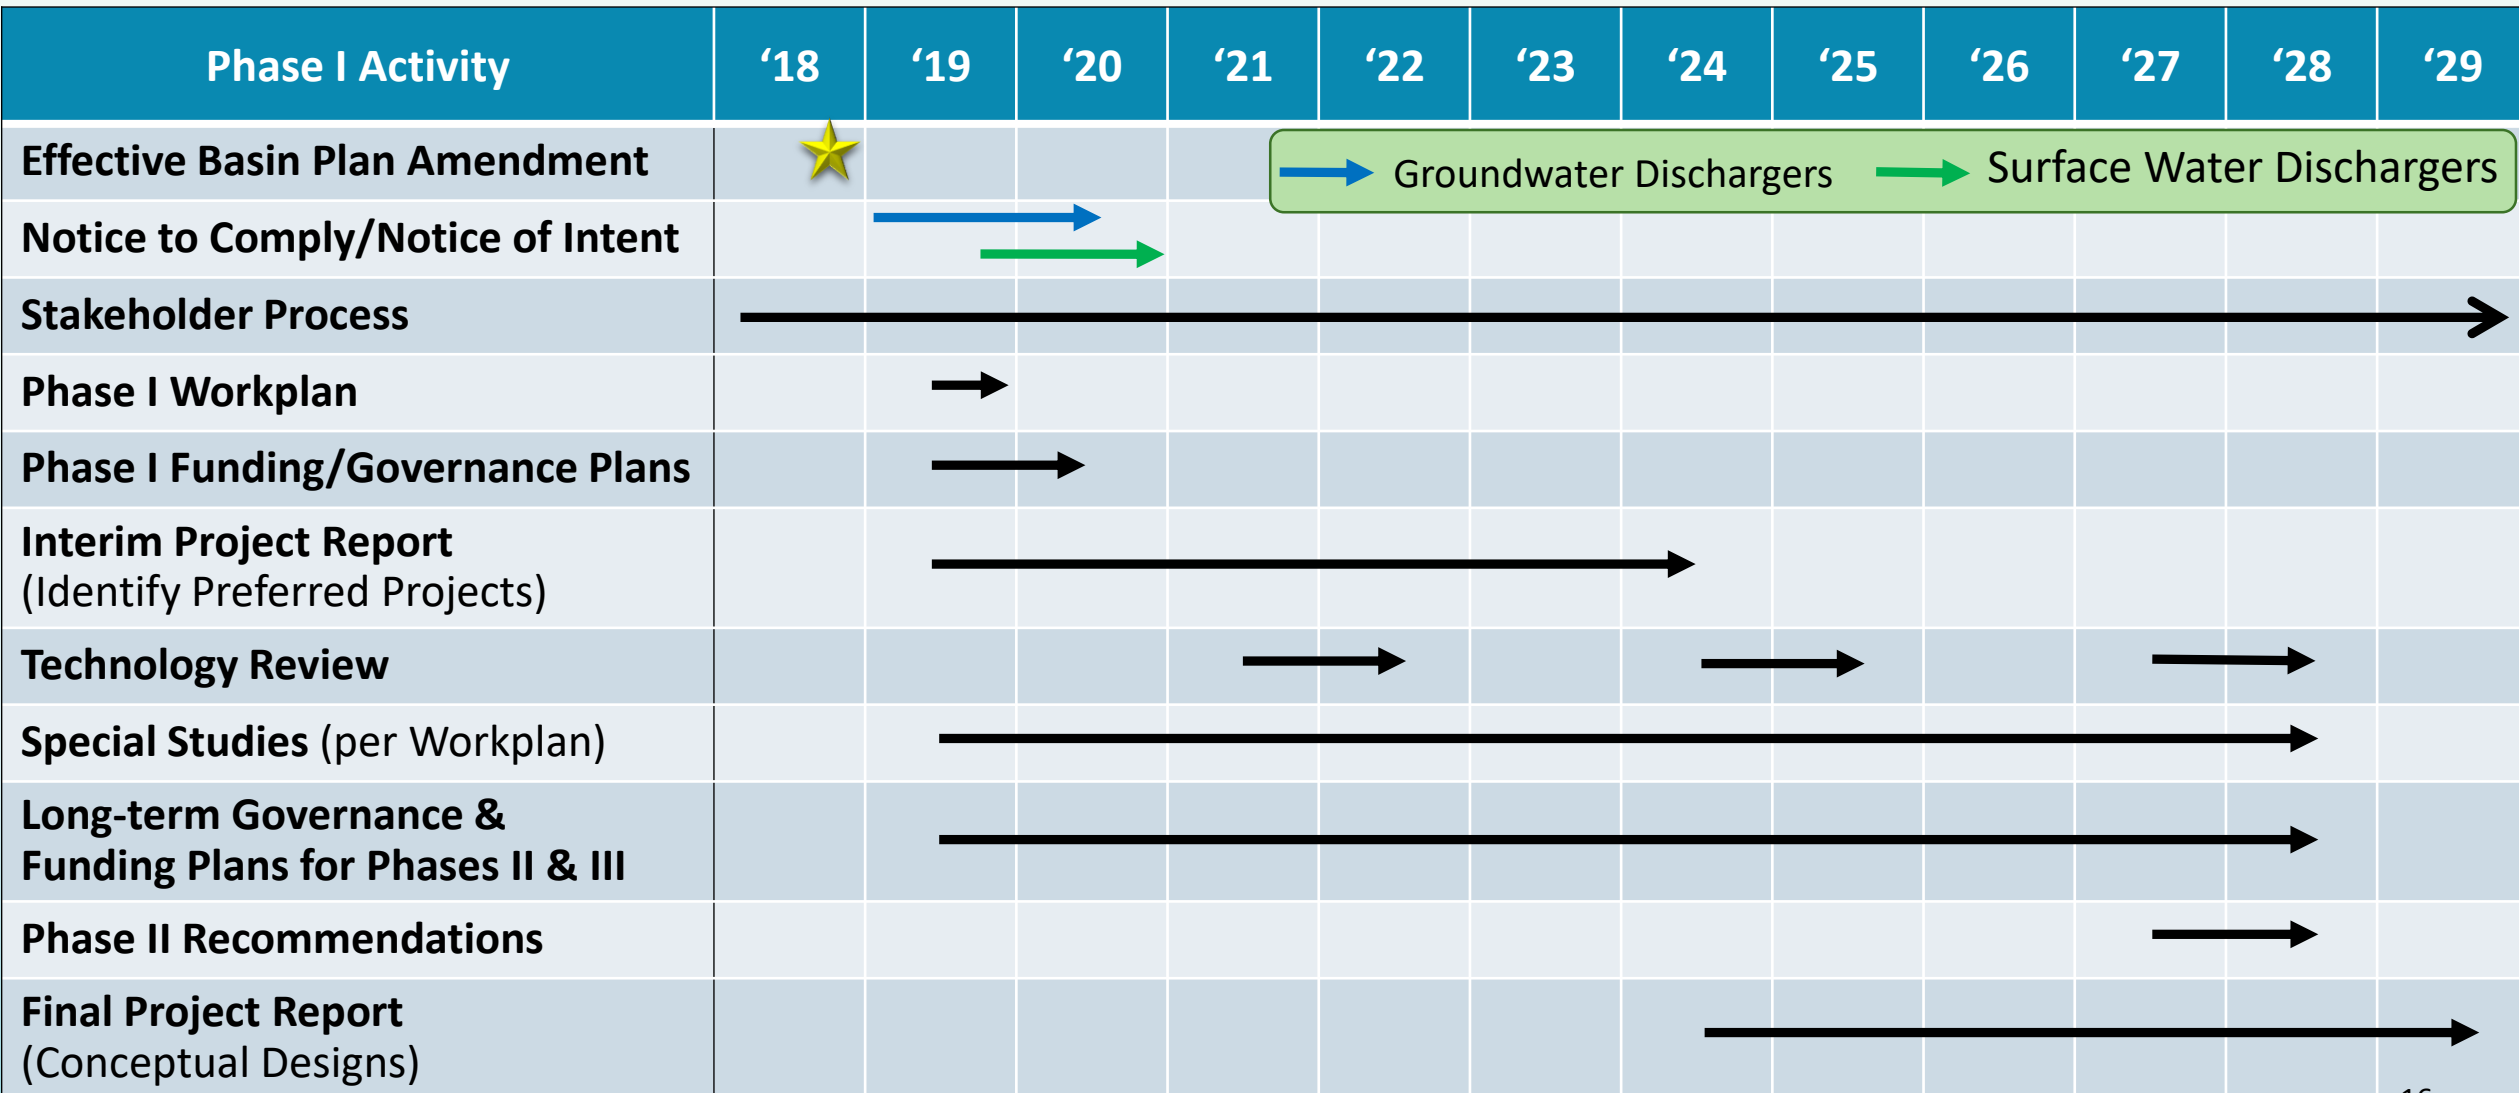 Phase I Activity ‘18 ‘19 ‘20 ‘21 ‘22 ‘23 ‘24 ‘25 ‘26 ‘27 ‘28 ‘29
Effective Basin Plan Amendment
Groundwater Dischargers Surface Water Dischargers
Notice to Comply/Notice of Intent
Stakeholder Process
Phase I Workplan
Phase I Funding/Governance Plans
Interim Project Report
(Identify Preferred Projects)
Technology Review
Special Studies (per Workplan)
Long-term Governance &
Funding Plans for Phases II & III
Phase II Recommendations
Final Project Report
(Conceptual Designs)